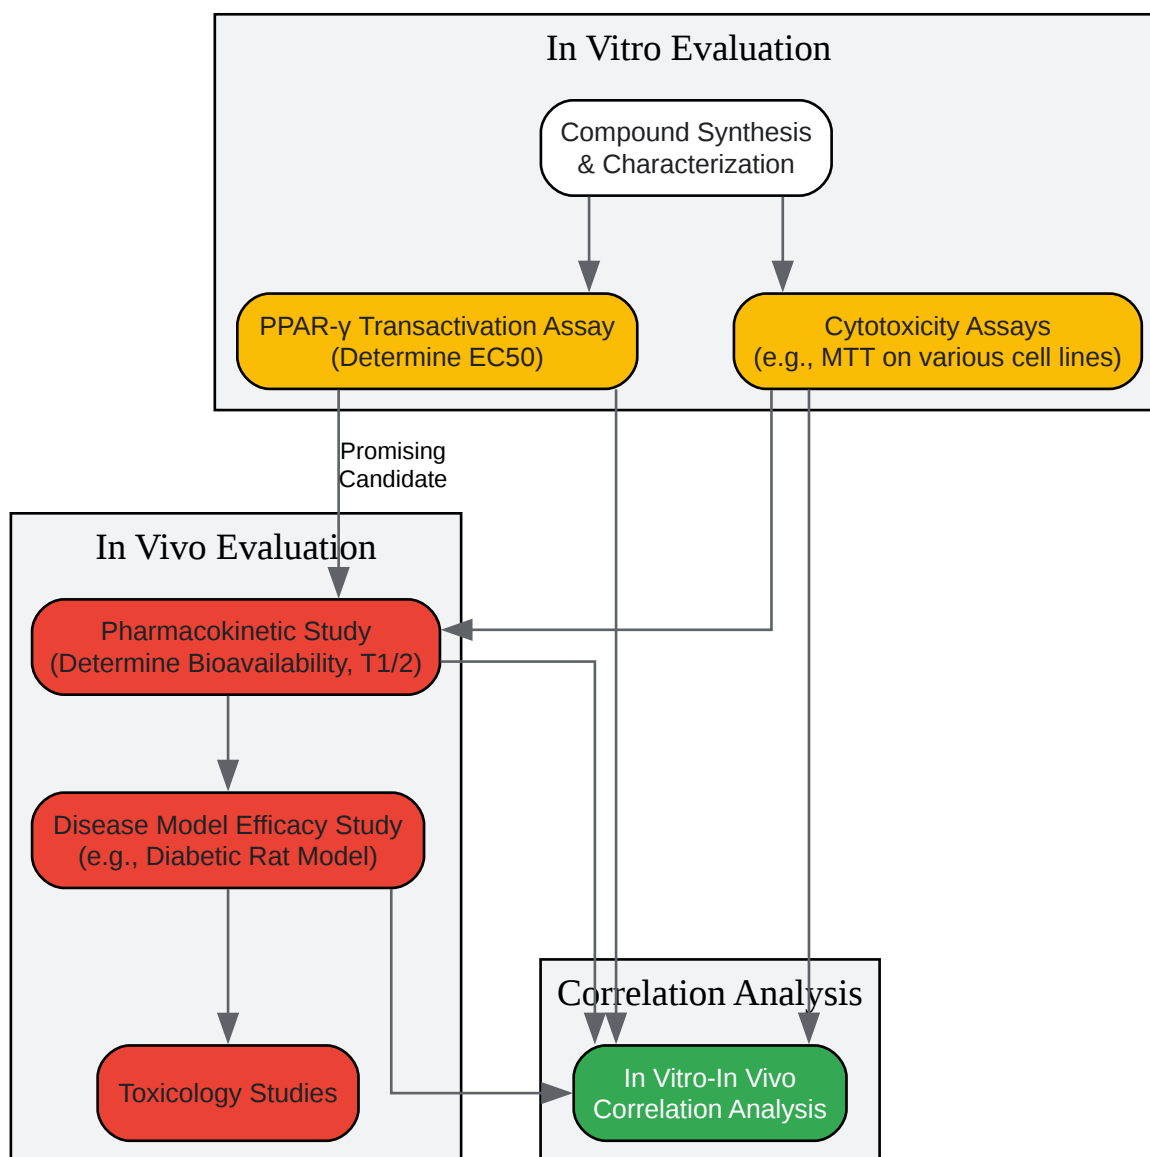 In Vitro Evaluation
Compound Synthesis
& Characterization
PPAR-γ Transactivation Assay
(Determine EC50)
Cytotoxicity Assays
(e.g., MTT on various cell lines)
Promising
Candidate
In Vivo Evaluation
Pharmacokinetic Study
(Determine Bioavailability, T1/2)
Disease Model Efficacy Study
(e.g., Diabetic Rat Model)
Toxicology Studies
Correlation Analysis
In Vitro-In Vivo
Correlation Analysis